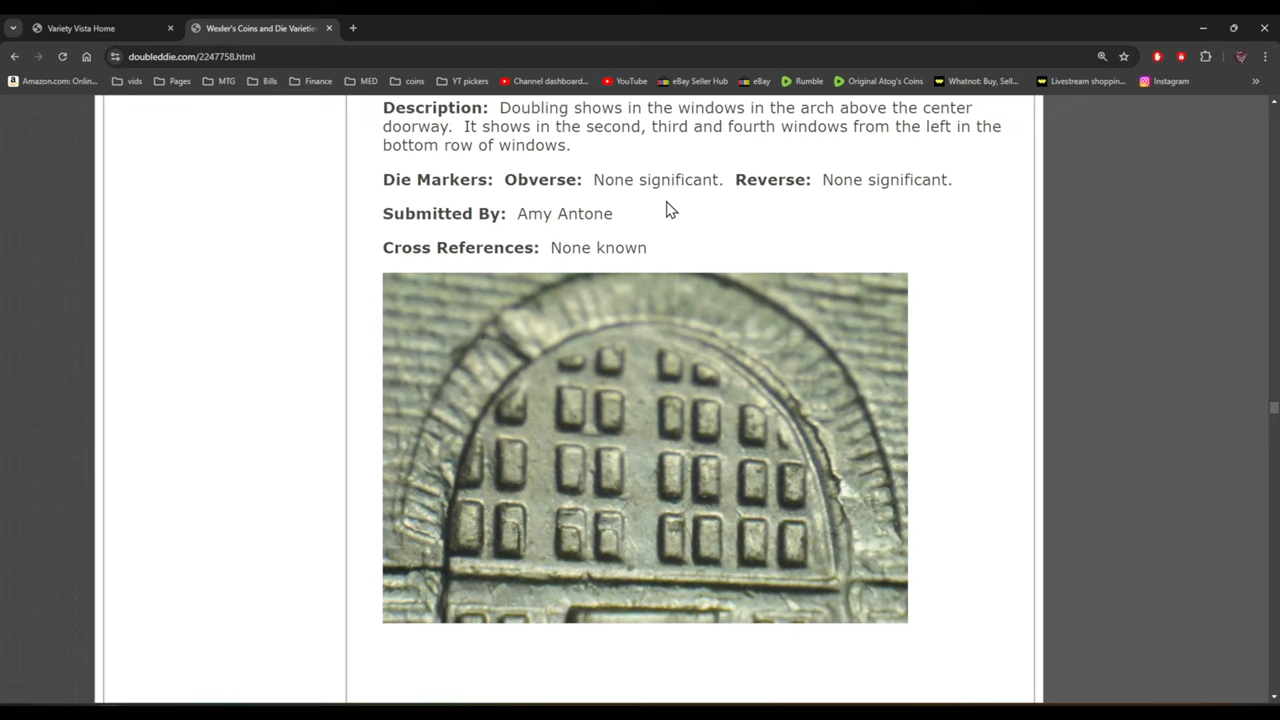 Variety Vista Home
Wexler's Coins and Die Varietie
doubleddie.com/2247758.html
Amazon.com: Onlin... vids Pages MTG Bills Finance MED coins YT pickers Channel dashboard... YouTube eBay Seller Hub eBay Rumble Original Atog's Coins Whatnot: Buy, Sell,... Livestream shoppin... Instagram »
Description: Doubling shows in the windows in the arch above the center
doorway. It shows in the second, third and fourth windows from the left in the
bottom row of windows.
Die Markers: Obverse: None significant. Reverse: None significant.
Submitted By: Amy Antone
Cross References: None known